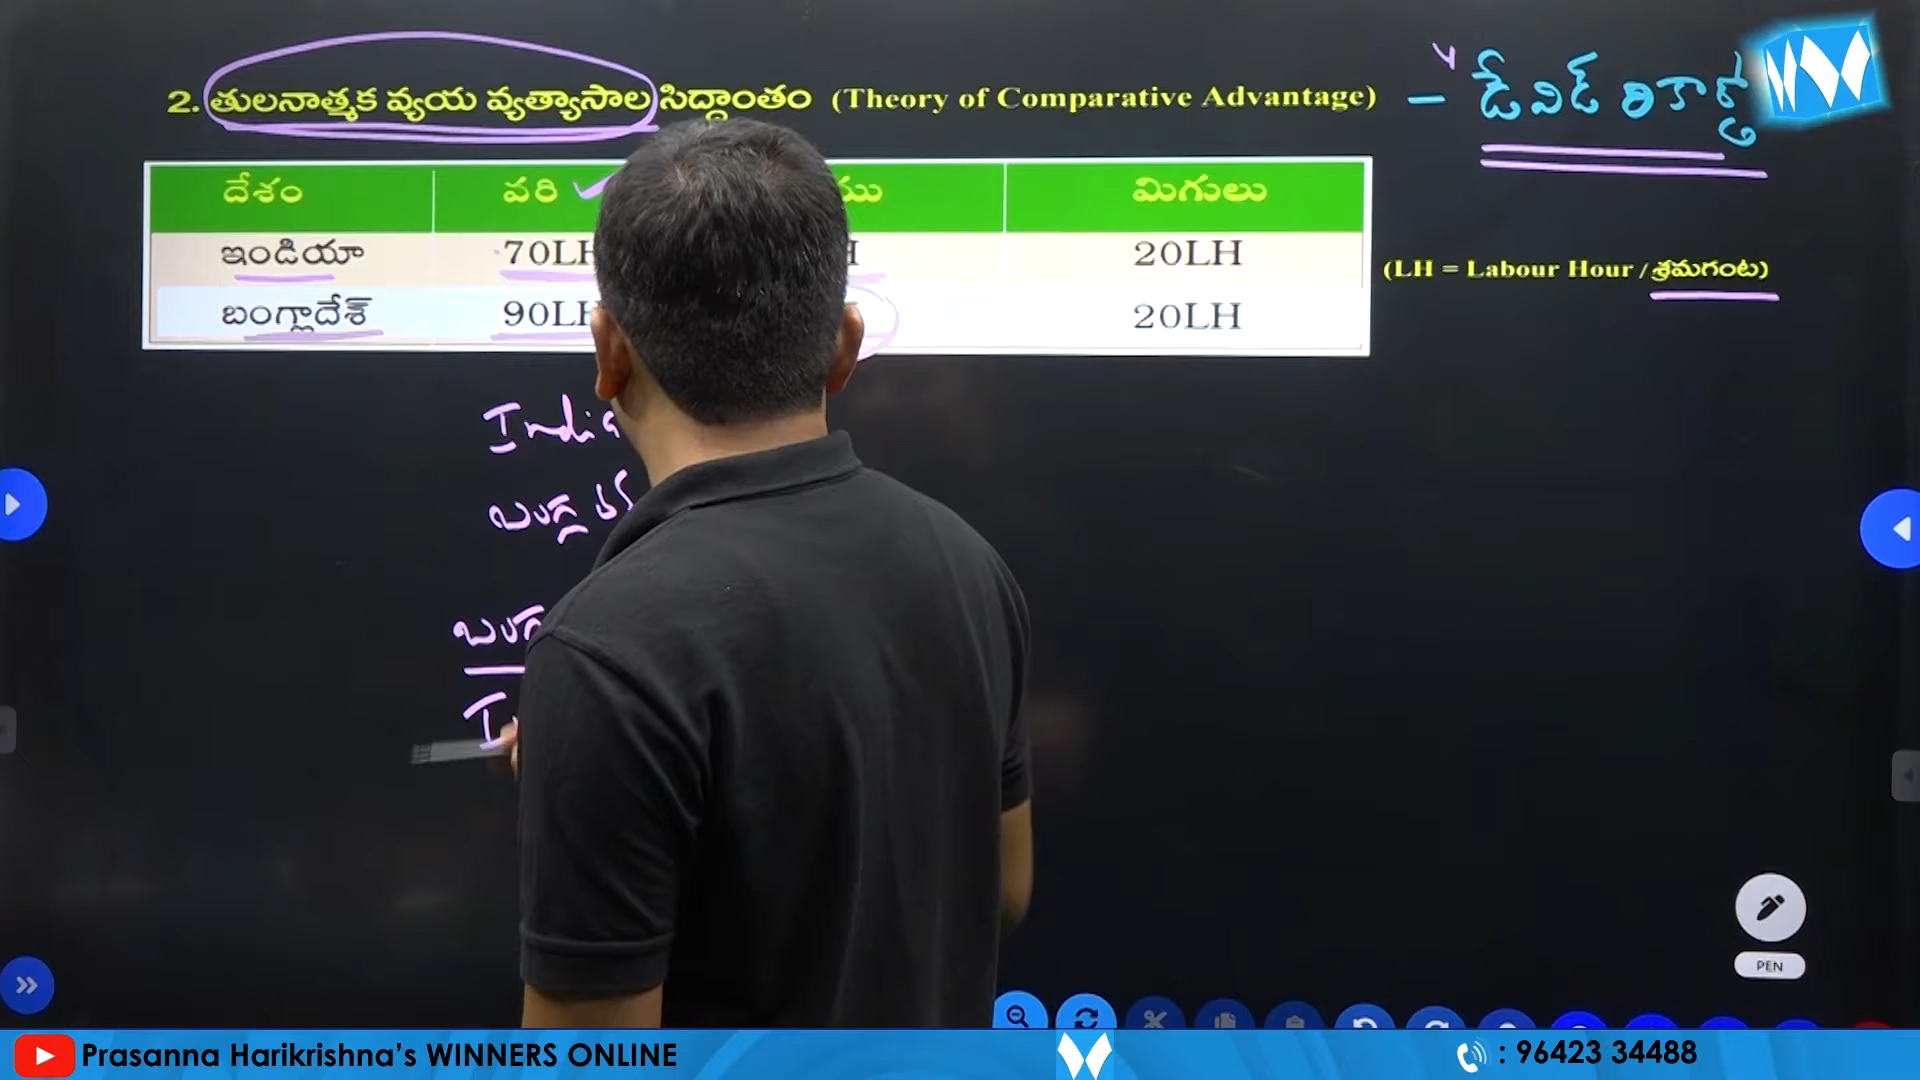 2. తులనాత్మక వ్యయ వ్యత్యాసాల సిద్ధాంతం (Theory of Comparative Advantage) – డేవిడ్ రికార్డో
దేశం వరి మిగులు
ఇండియా 70LH 20LH
(LH = Labour Hour / శ్రమగంట)
బంగ్లాదేశ్ 90LH 20LH
India
PEN
Prasanna Harikrishna's WINNERS ONLINE
: 96423 34488